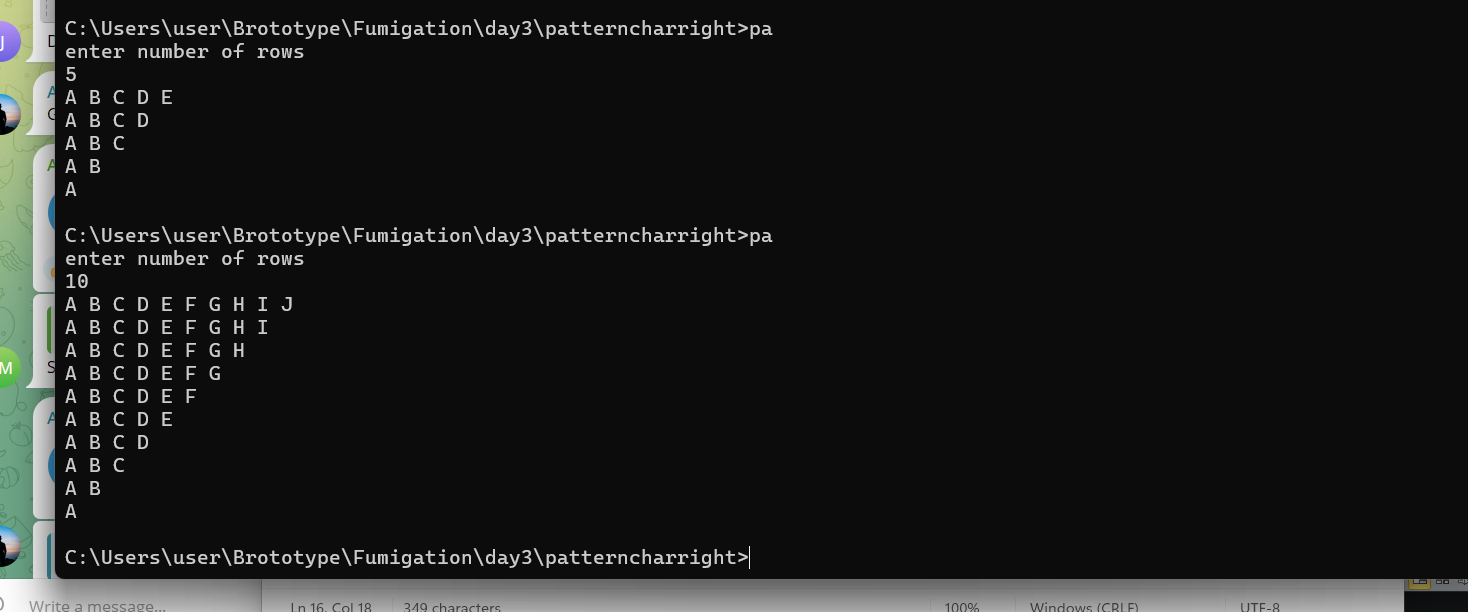 C:\Users\user\Brototype\Fumigation\day3\patterncharright>pa
enter number of rows
5
A B C D E
A B C D
A B C
A B
A
C:\Users\user\Brototype\Fumigation\day3\patterncharright>pa
enter number of rows
10
A B C D E F G H I J
A B C D E F G H I
A B C D E F G H
A B C D E F G
A B C D E F
A B C D E
A B C D
A B C
A B
A
C:\Users\user\Brototype\Fumigation\day3\patterncharright>
J
D
A
G
A
M
S
A
Write a message...
Ln 16, Col 18
349 characters
100%
Windows (CRLF)
UTF-8